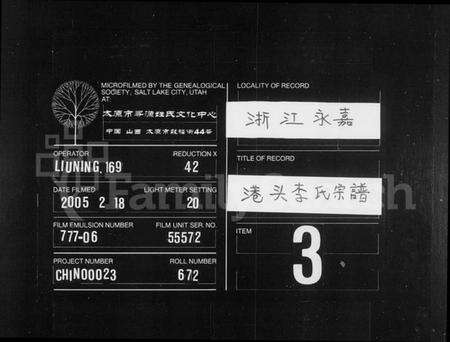 MICROFILMED BY THE GENEALOGICAL
SOCIETY, SALT LAKE CITY, UTAH
AT:
太原市寻源姓氏文化中心
中国 山西 太原市 44号
OPERATOR
LIUNING,169
REDUCTION X
42
DATE FILMED
2005 2 18
LIGHT METER SETTING
20
FILM EMULSION NUMBER
777-06
FILM UNIT SER. NO.
55572
PROJECT NUMBER
CHIN00023
ROLL NUMBER
672
LOCALITY OF RECORD
浙江永嘉
TITLE OF RECORD
港头李氏宗譜
ITEM
3
FamilySearch